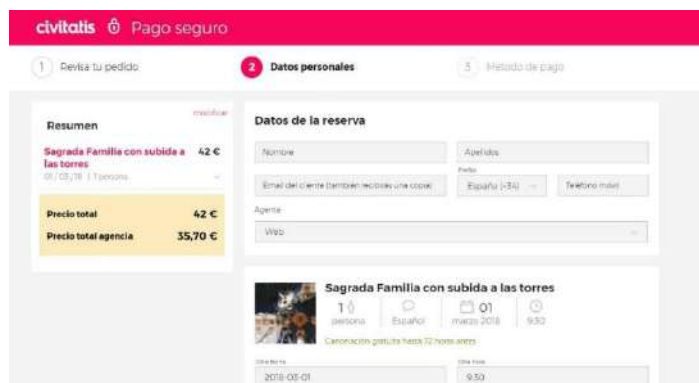 civitatis Pago seguro
1 Revisa tu pedido
2 Datos personales
3 Método de pago
Resumen
modificar
Sagrada Familia con subida a las torres 42 €
01/03/18 | 1 persona
Precio total 42 €
Precio total agencia 35,70 €
Datos de la reserva
Nombre
Apellidos
Email del cliente (también recibirás una copia)
Prefijo
España (+34)
Teléfono móvil
Agente
Web
Sagrada Familia con subida a las torres
1 persona
Español
01 marzo 2018
9:30
Cancelación gratuita hasta 72 horas antes
2018-03-01
9:30